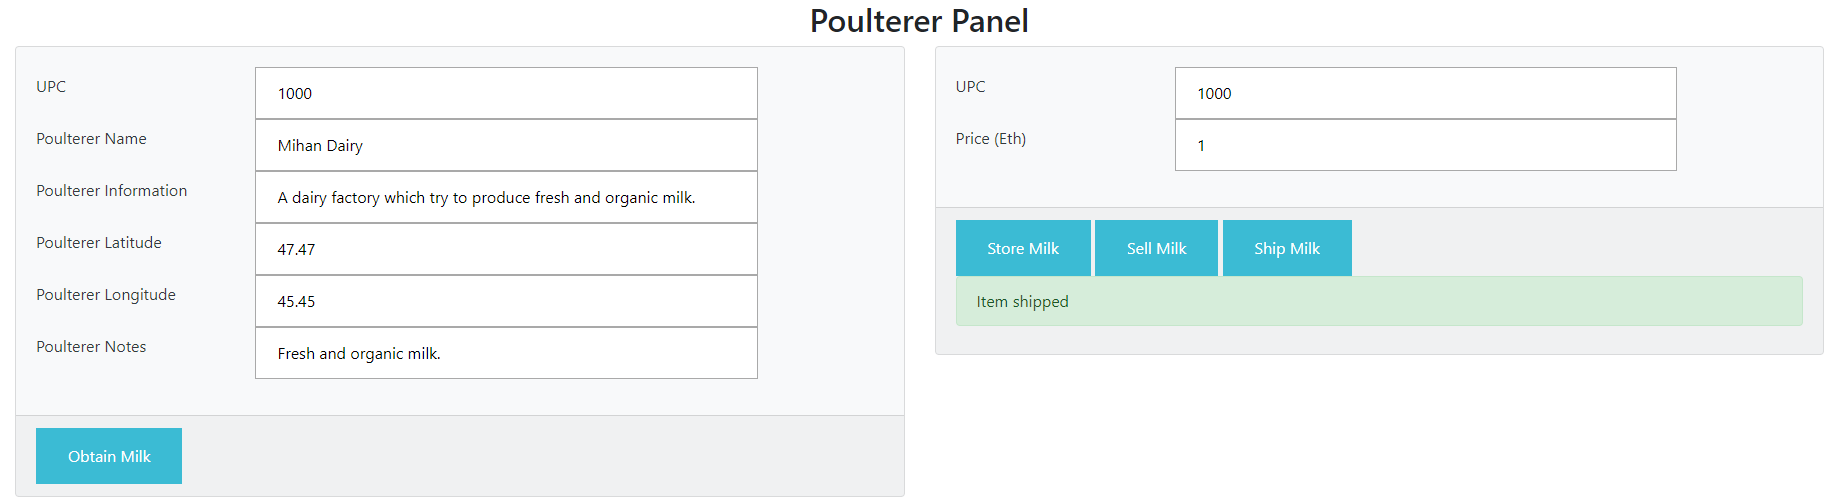 Poulterer Panel
UPC
1000
Poulterer Name
Mihan Dairy
Poulterer Information
A dairy factory which try to produce fresh and organic milk.
Poulterer Latitude
47.47
Poulterer Longitude
45.45
Poulterer Notes
Fresh and organic milk.
Obtain Milk
UPC
1000
Price (Eth)
1
Store Milk
Sell Milk
Ship Milk
Item shipped